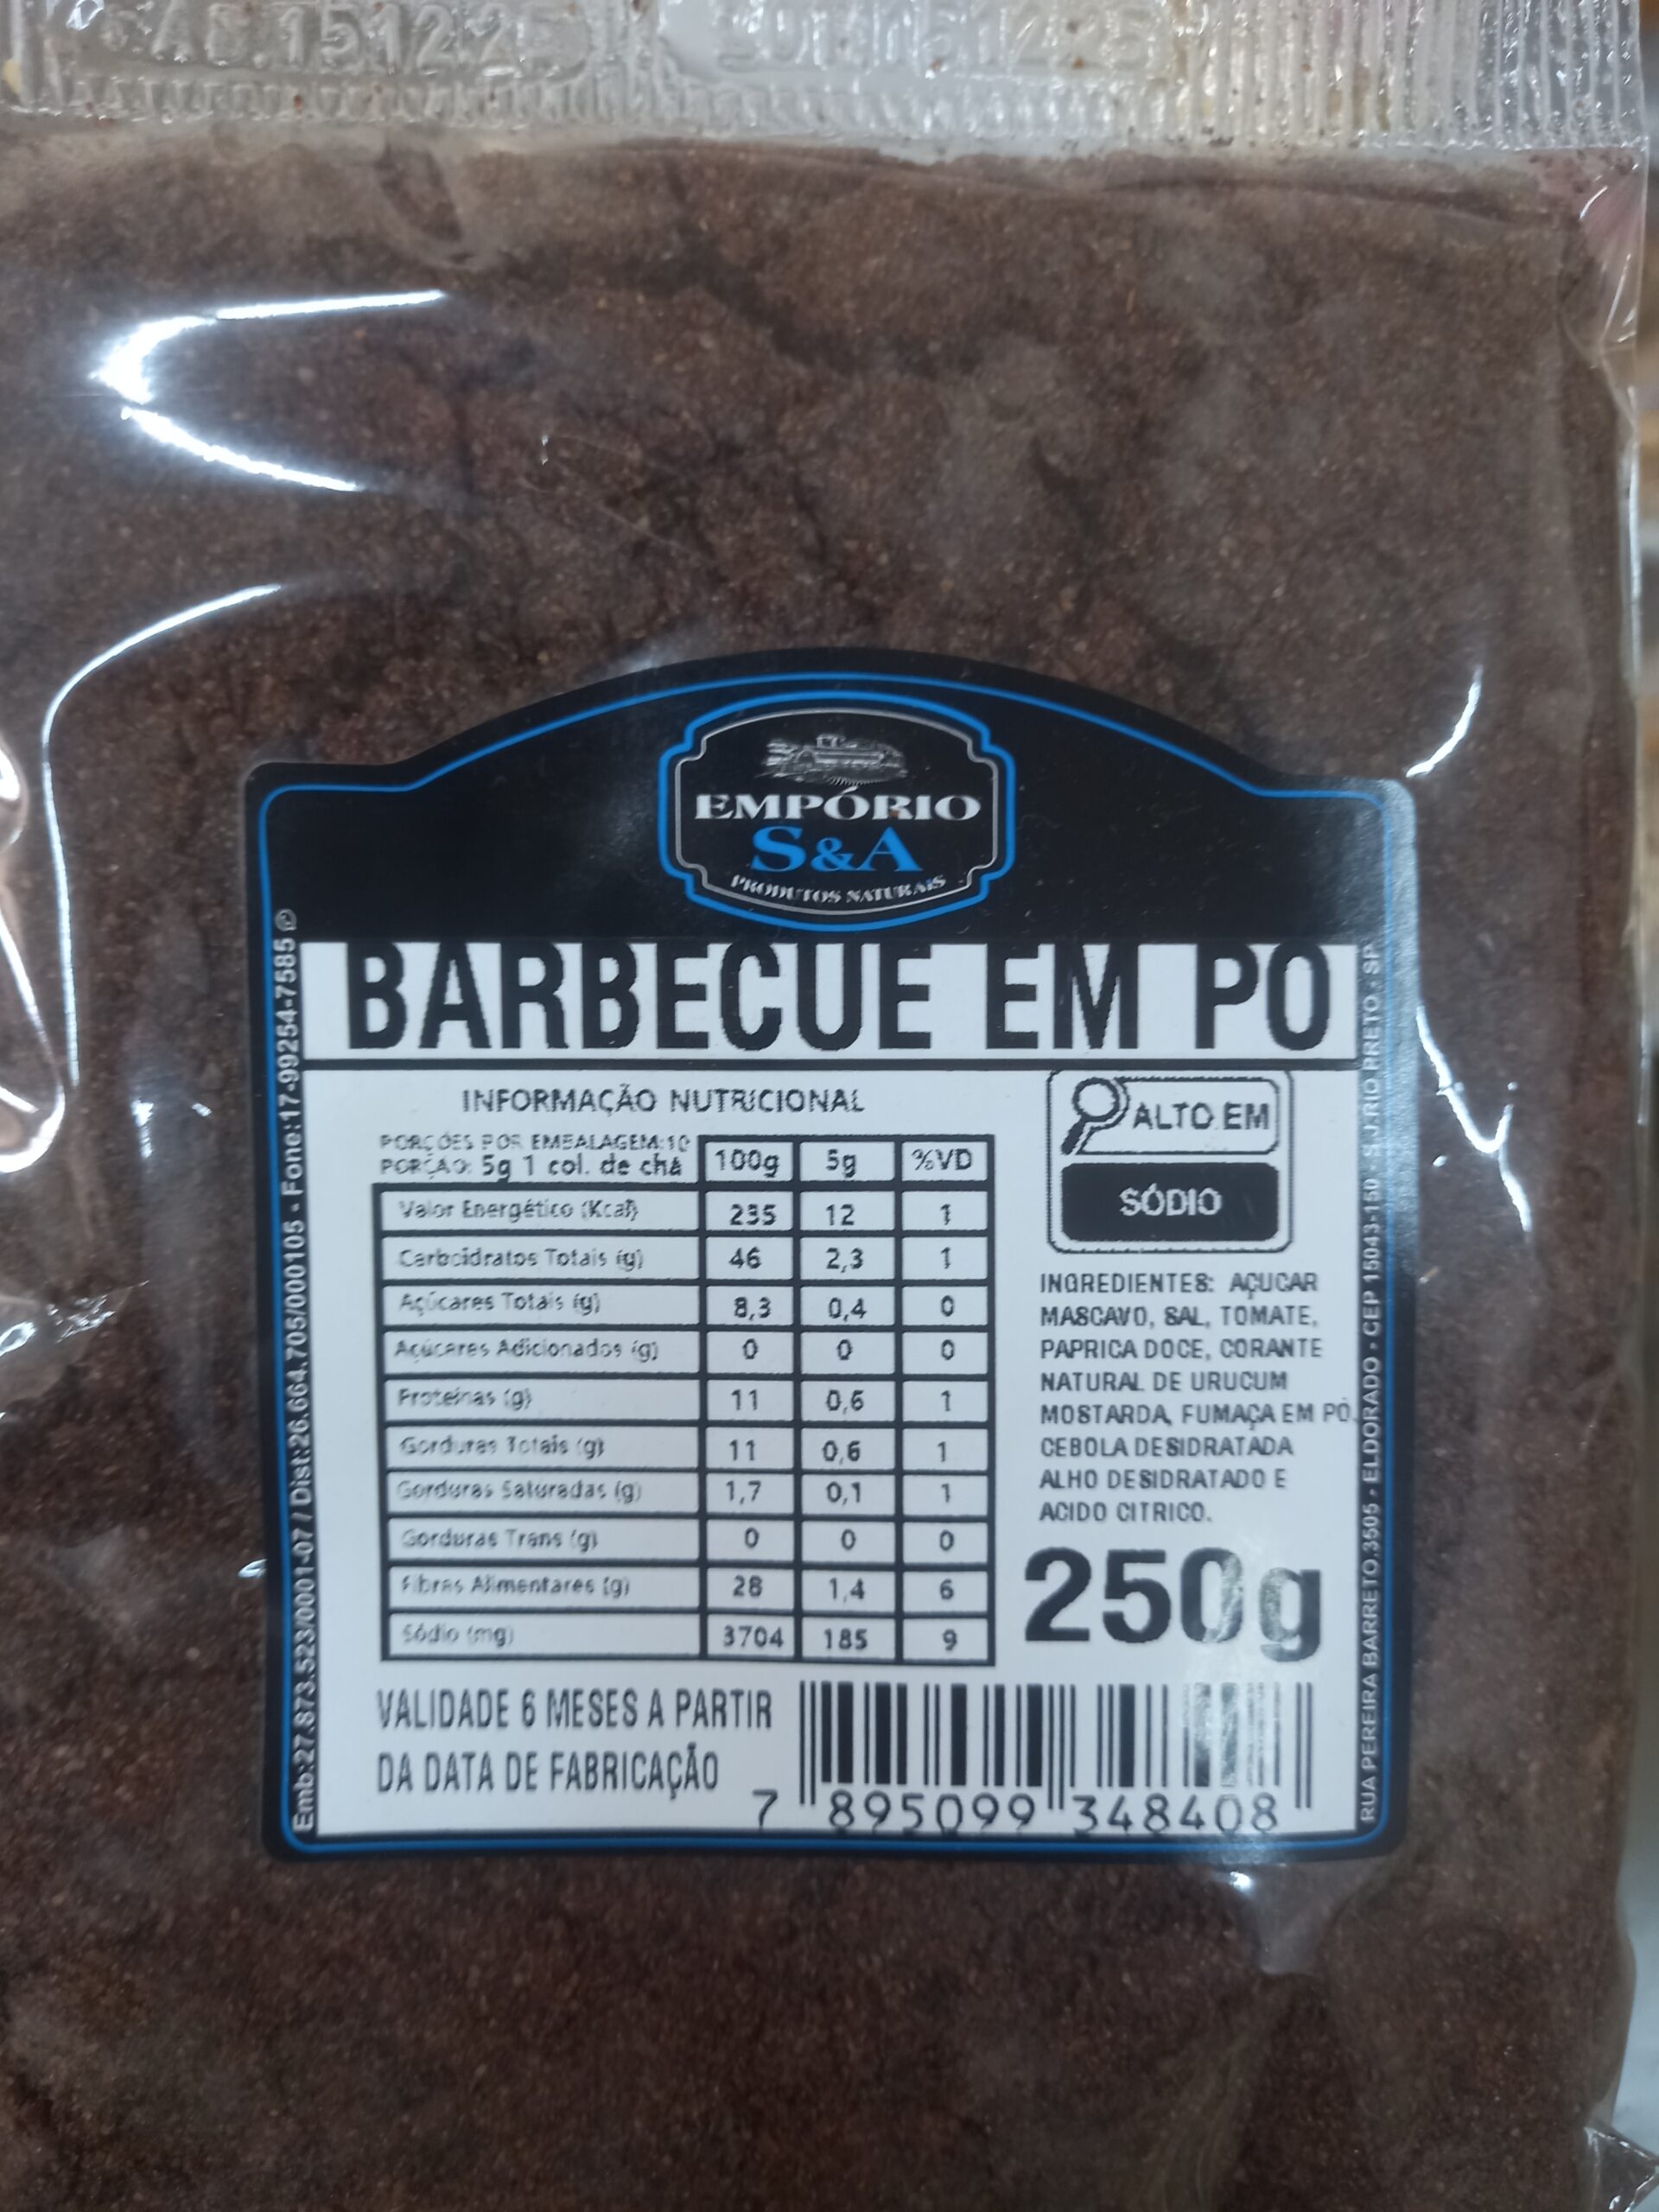 151225
EMPÓRIO
S&A
PRODUTOS NATURAIS
BARBECUE EM PO
INFORMAÇÃO NUTRICIONAL
PORÇÕES POR EMBALAGEM:10
PORÇAO: 5g 1 col. de chá 100g 5g %VD
Valor Energético (Kcal) 235 12 1
Carboidratos Totais (g) 46 2,3 1
Açúcares Totais (g) 8,3 0,4 0
Açúcares Adicionados (g) 0 0 0
Proteínas (g) 11 0,6 1
Gorduras Totais (g) 11 0,6 1
Gorduras Saturadas (g) 1,7 0,1 1
Gorduras Trans (g) 0 0 0
Fibras Alimentares (g) 28 1,4 6
Sódio (mg) 3704 185 9
ALTO EM
SÓDIO
INGREDIENTES: AÇUCAR
MASCAVO, SAL, TOMATE,
PAPRICA DOCE, CORANTE
NATURAL DE URUCUM
MOSTARDA, FUMAÇA EM PÓ,
CEBOLA DESIDRATADA
ALHO DESIDRATADO E
ACIDO CITRICO.
250g
VALIDADE 6 MESES A PARTIR
DA DATA DE FABRICAÇÃO
7 895099 348408
Emb:27.873.523/0001-07 / Dist:26.664.705/000105 - Fone:17-99254-7585
RUA PEREIRA BARRETO,3505 - ELDORADO - CEP 15043-150 S.J.RIO PRETO - SP